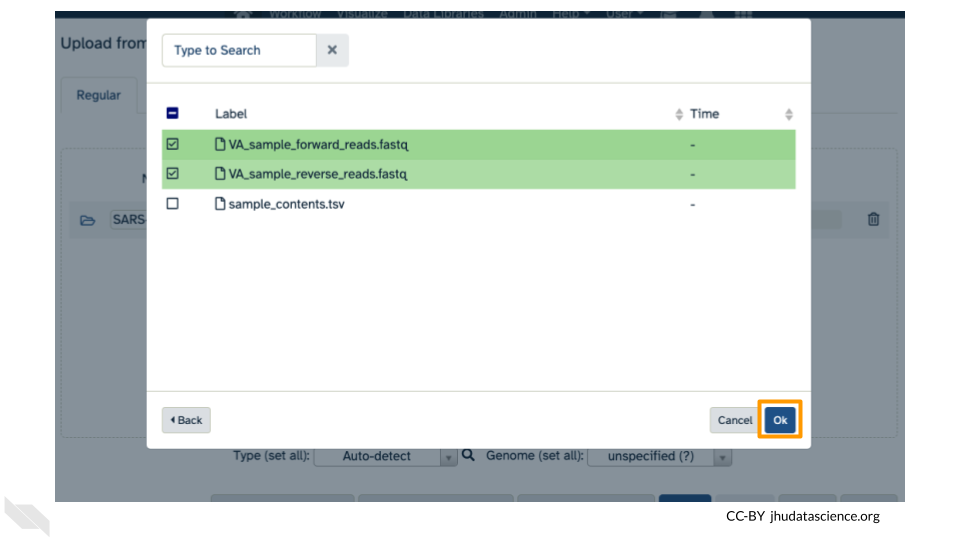 Workflow Visualize Data Libraries Admin Help User
Upload from
Type to Search ×
Regular
Label Time
VA_sample_forward_reads.fastq -
VA_sample_reverse_reads.fastq -
sample_contents.tsv -
SARS-
Back Cancel Ok
Type (set all): Auto-detect Genome (set all): unspecified (?)
CC-BY jhudatascience.org